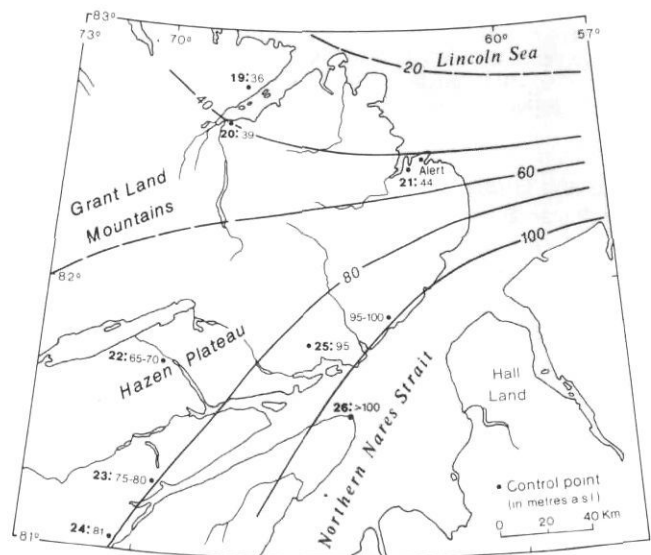 83°
73°
70°
60°
57°
Lincoln Sea
20
19: 36
40
20: 39
Alert
21: 44
Grant Land
Mountains
60
100
82°
80
95-100
25: 95
22: 65-70
Hazen Plateau
Hall
Land
26: >100
Northern Nares Strait
23: 75-80
• Control point
(in metres a.s.l)
24: 81
81°
0 20 40 Km